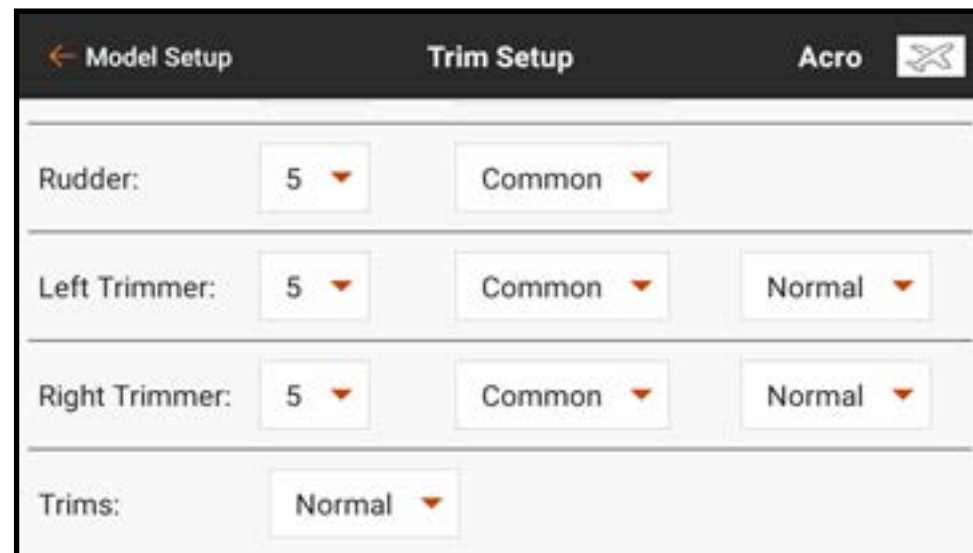 ← Model Setup Trim Setup Acro
Rudder: 5 Common
Left Trimmer: 5 Common Normal
Right Trimmer: 5 Common Normal
Trims: Normal